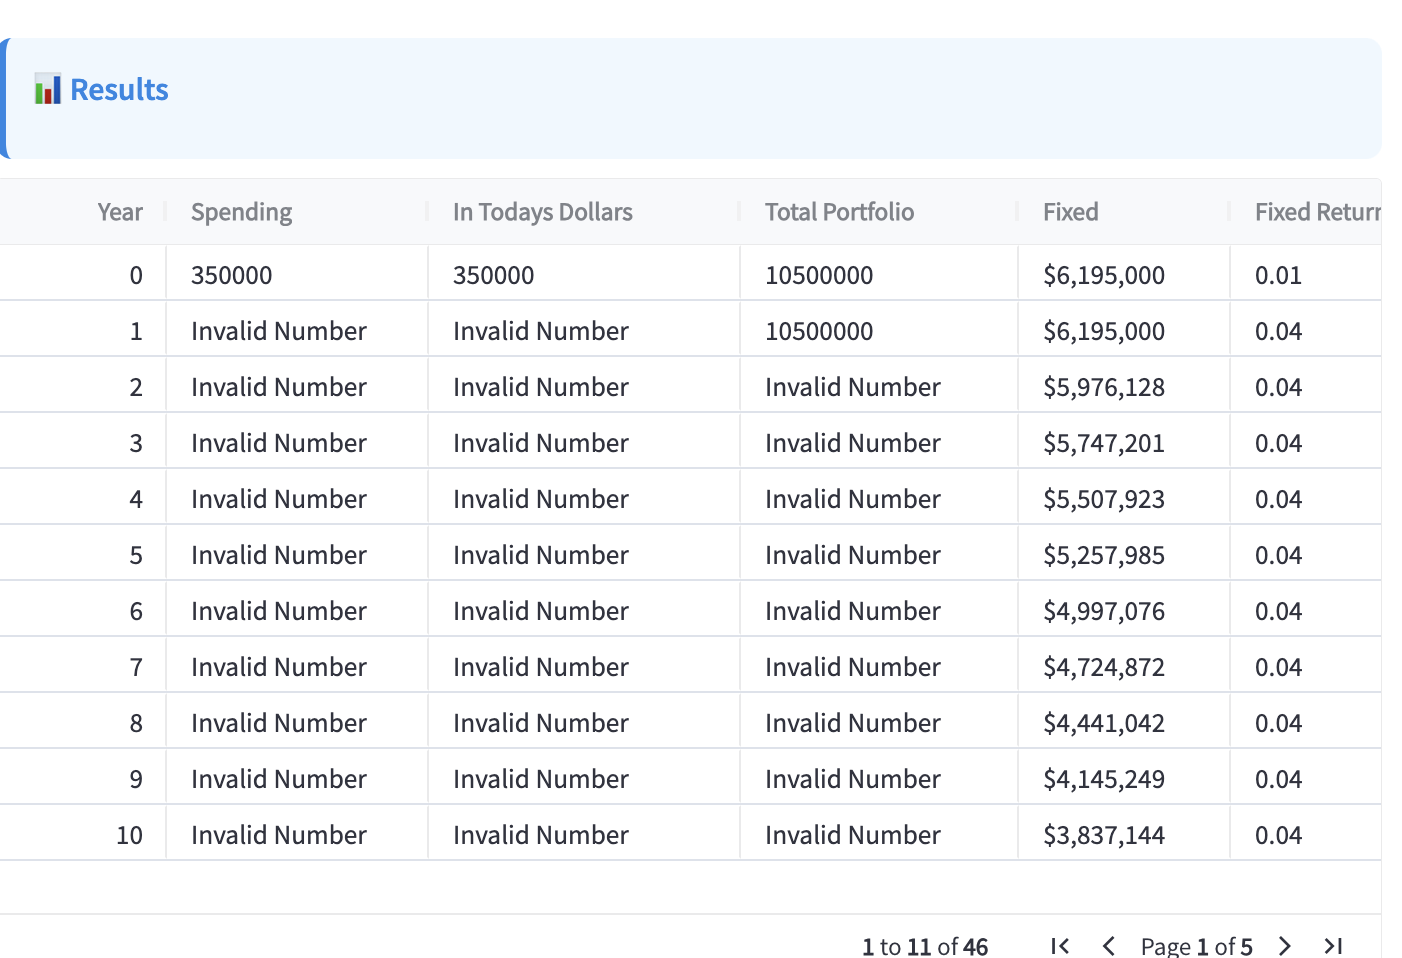 📊 Results
Year Spending In Todays Dollars Total Portfolio Fixed Fixed Return
0 350000 350000 10500000 $6,195,000 0.01
1 Invalid Number Invalid Number 10500000 $6,195,000 0.04
2 Invalid Number Invalid Number Invalid Number $5,976,128 0.04
3 Invalid Number Invalid Number Invalid Number $5,747,201 0.04
4 Invalid Number Invalid Number Invalid Number $5,507,923 0.04
5 Invalid Number Invalid Number Invalid Number $5,257,985 0.04
6 Invalid Number Invalid Number Invalid Number $4,997,076 0.04
7 Invalid Number Invalid Number Invalid Number $4,724,872 0.04
8 Invalid Number Invalid Number Invalid Number $4,441,042 0.04
9 Invalid Number Invalid Number Invalid Number $4,145,249 0.04
10 Invalid Number Invalid Number Invalid Number $3,837,144 0.04
1 to 11 of 46 Page 1 of 5